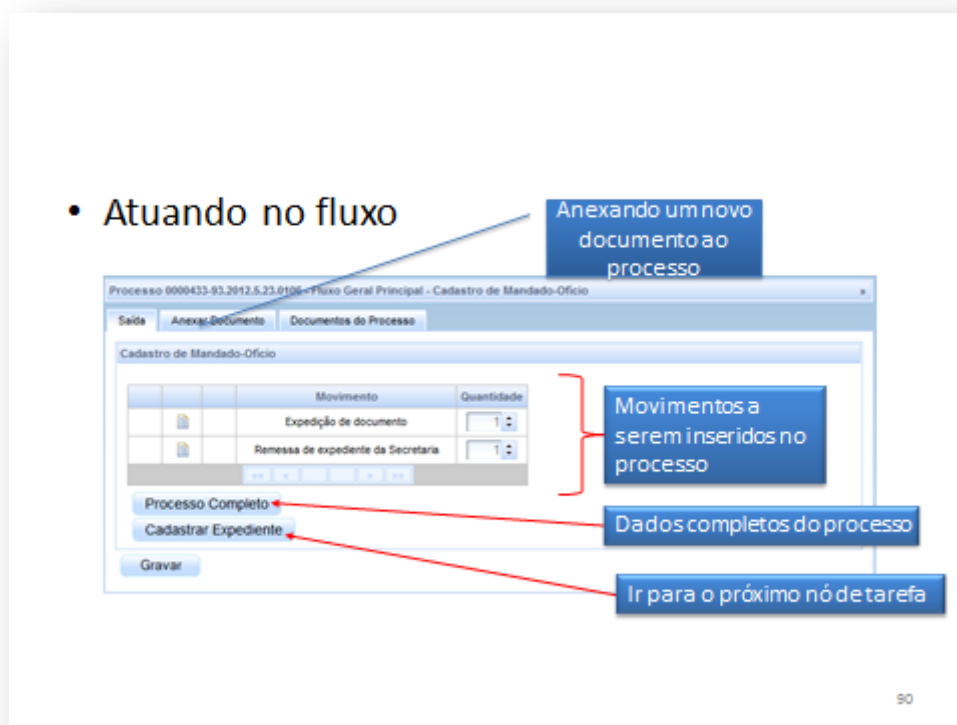 • Atuando no fluxo
Anexando um novo
documento ao
processo
Processo 0000433-93.2012.5.23.0106 - Fluxo Geral Principal - Cadastro de Mandado-Ofício
Saída Anexar Documento Documentos do Processo
Cadastro de Mandado-Ofício
Movimento Quantidade
Expedição de documento 1
Remessa de expediente da Secretaria 1
Movimentos a
serem inseridos no
processo
Processo Completo
Dados completos do processo
Cadastrar Expediente
Gravar
Ir para o próximo nó de tarefa
90